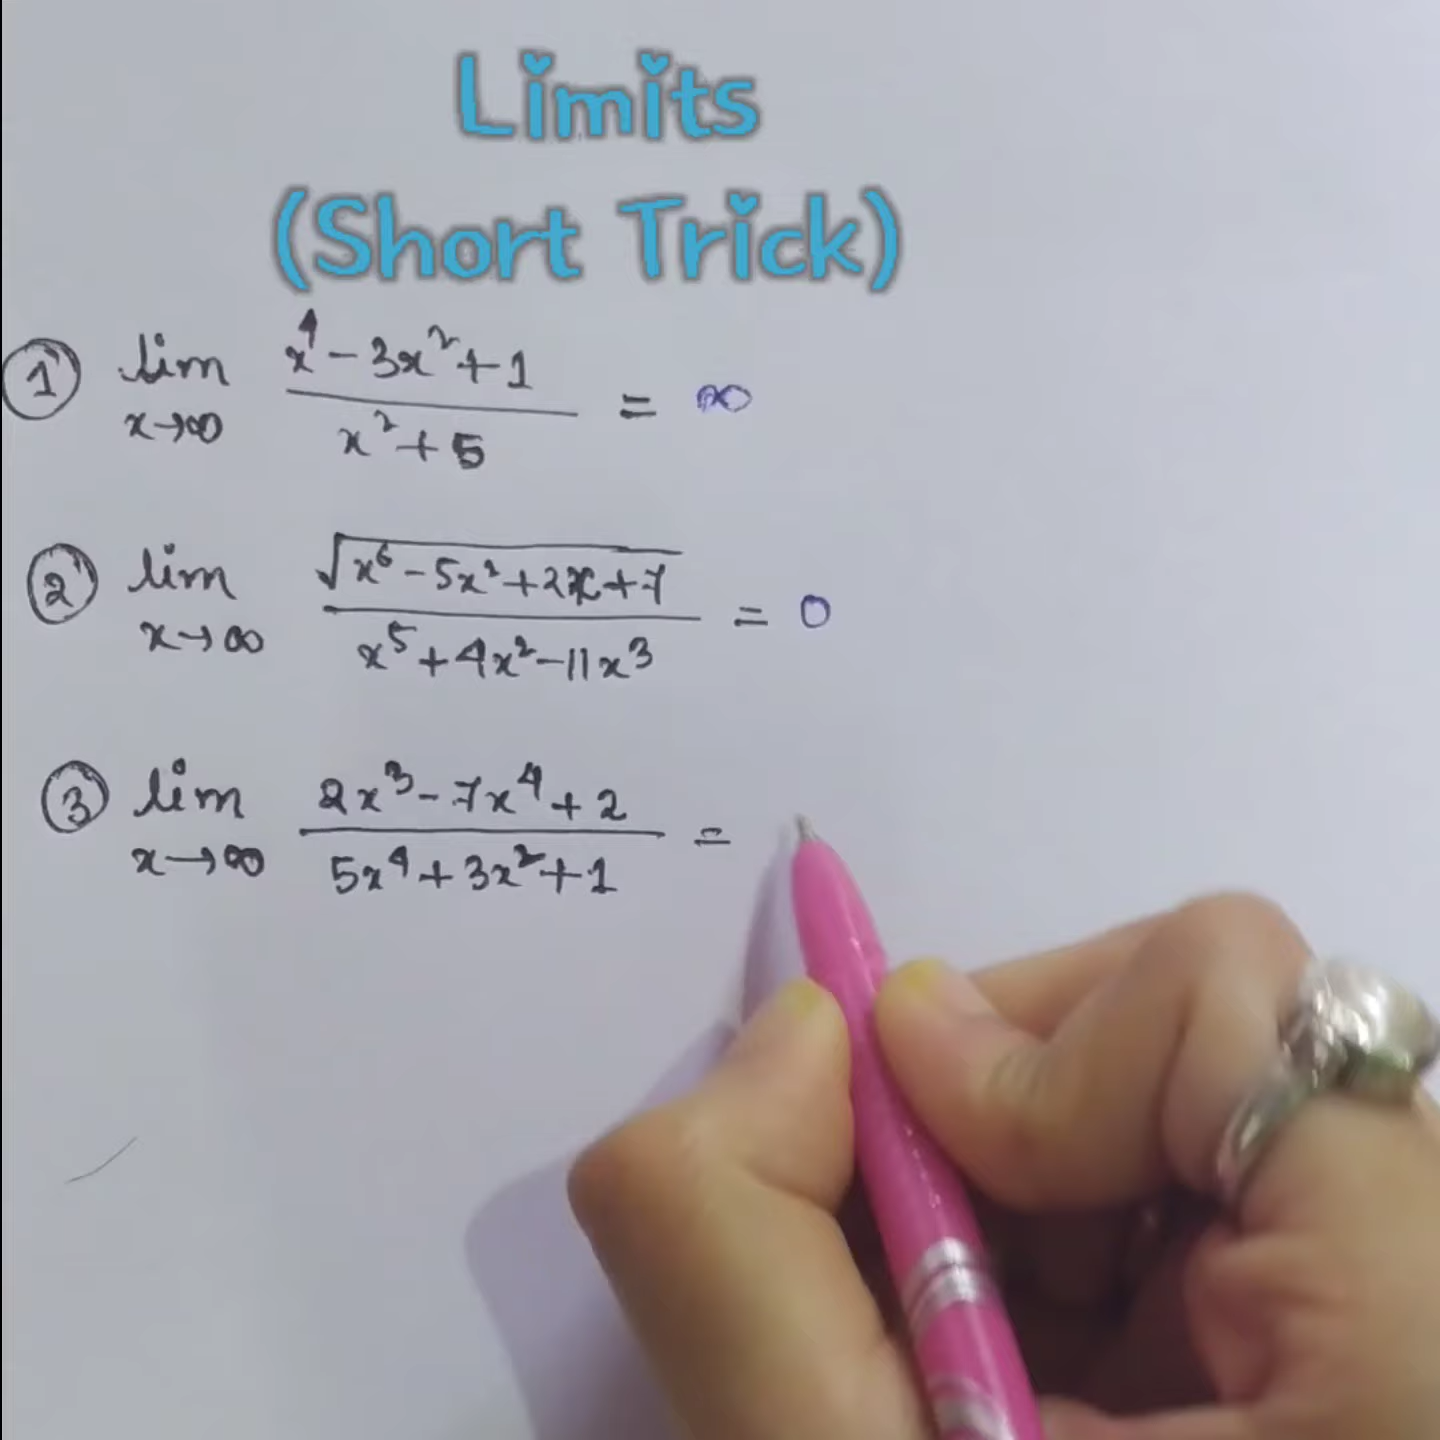 Limits
(Short Trick)
① lim x→∞ (x⁴ - 3x² + 1) / (x² + 5) = ∞
② lim x→∞ √(x⁶ - 5x² + 2x + 7) / (x⁵ + 4x² - 11x³) = 0
③ lim x→∞ (2x³ - 7x⁴ + 2) / (5x⁴ + 3x² + 1) =